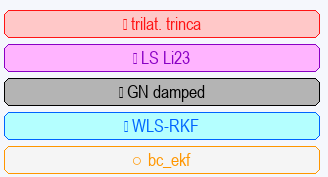 ▯ trilat. trinca
▯ LS Li23
▯ GN damped
▯ WLS-RKF
○ bc_ekf